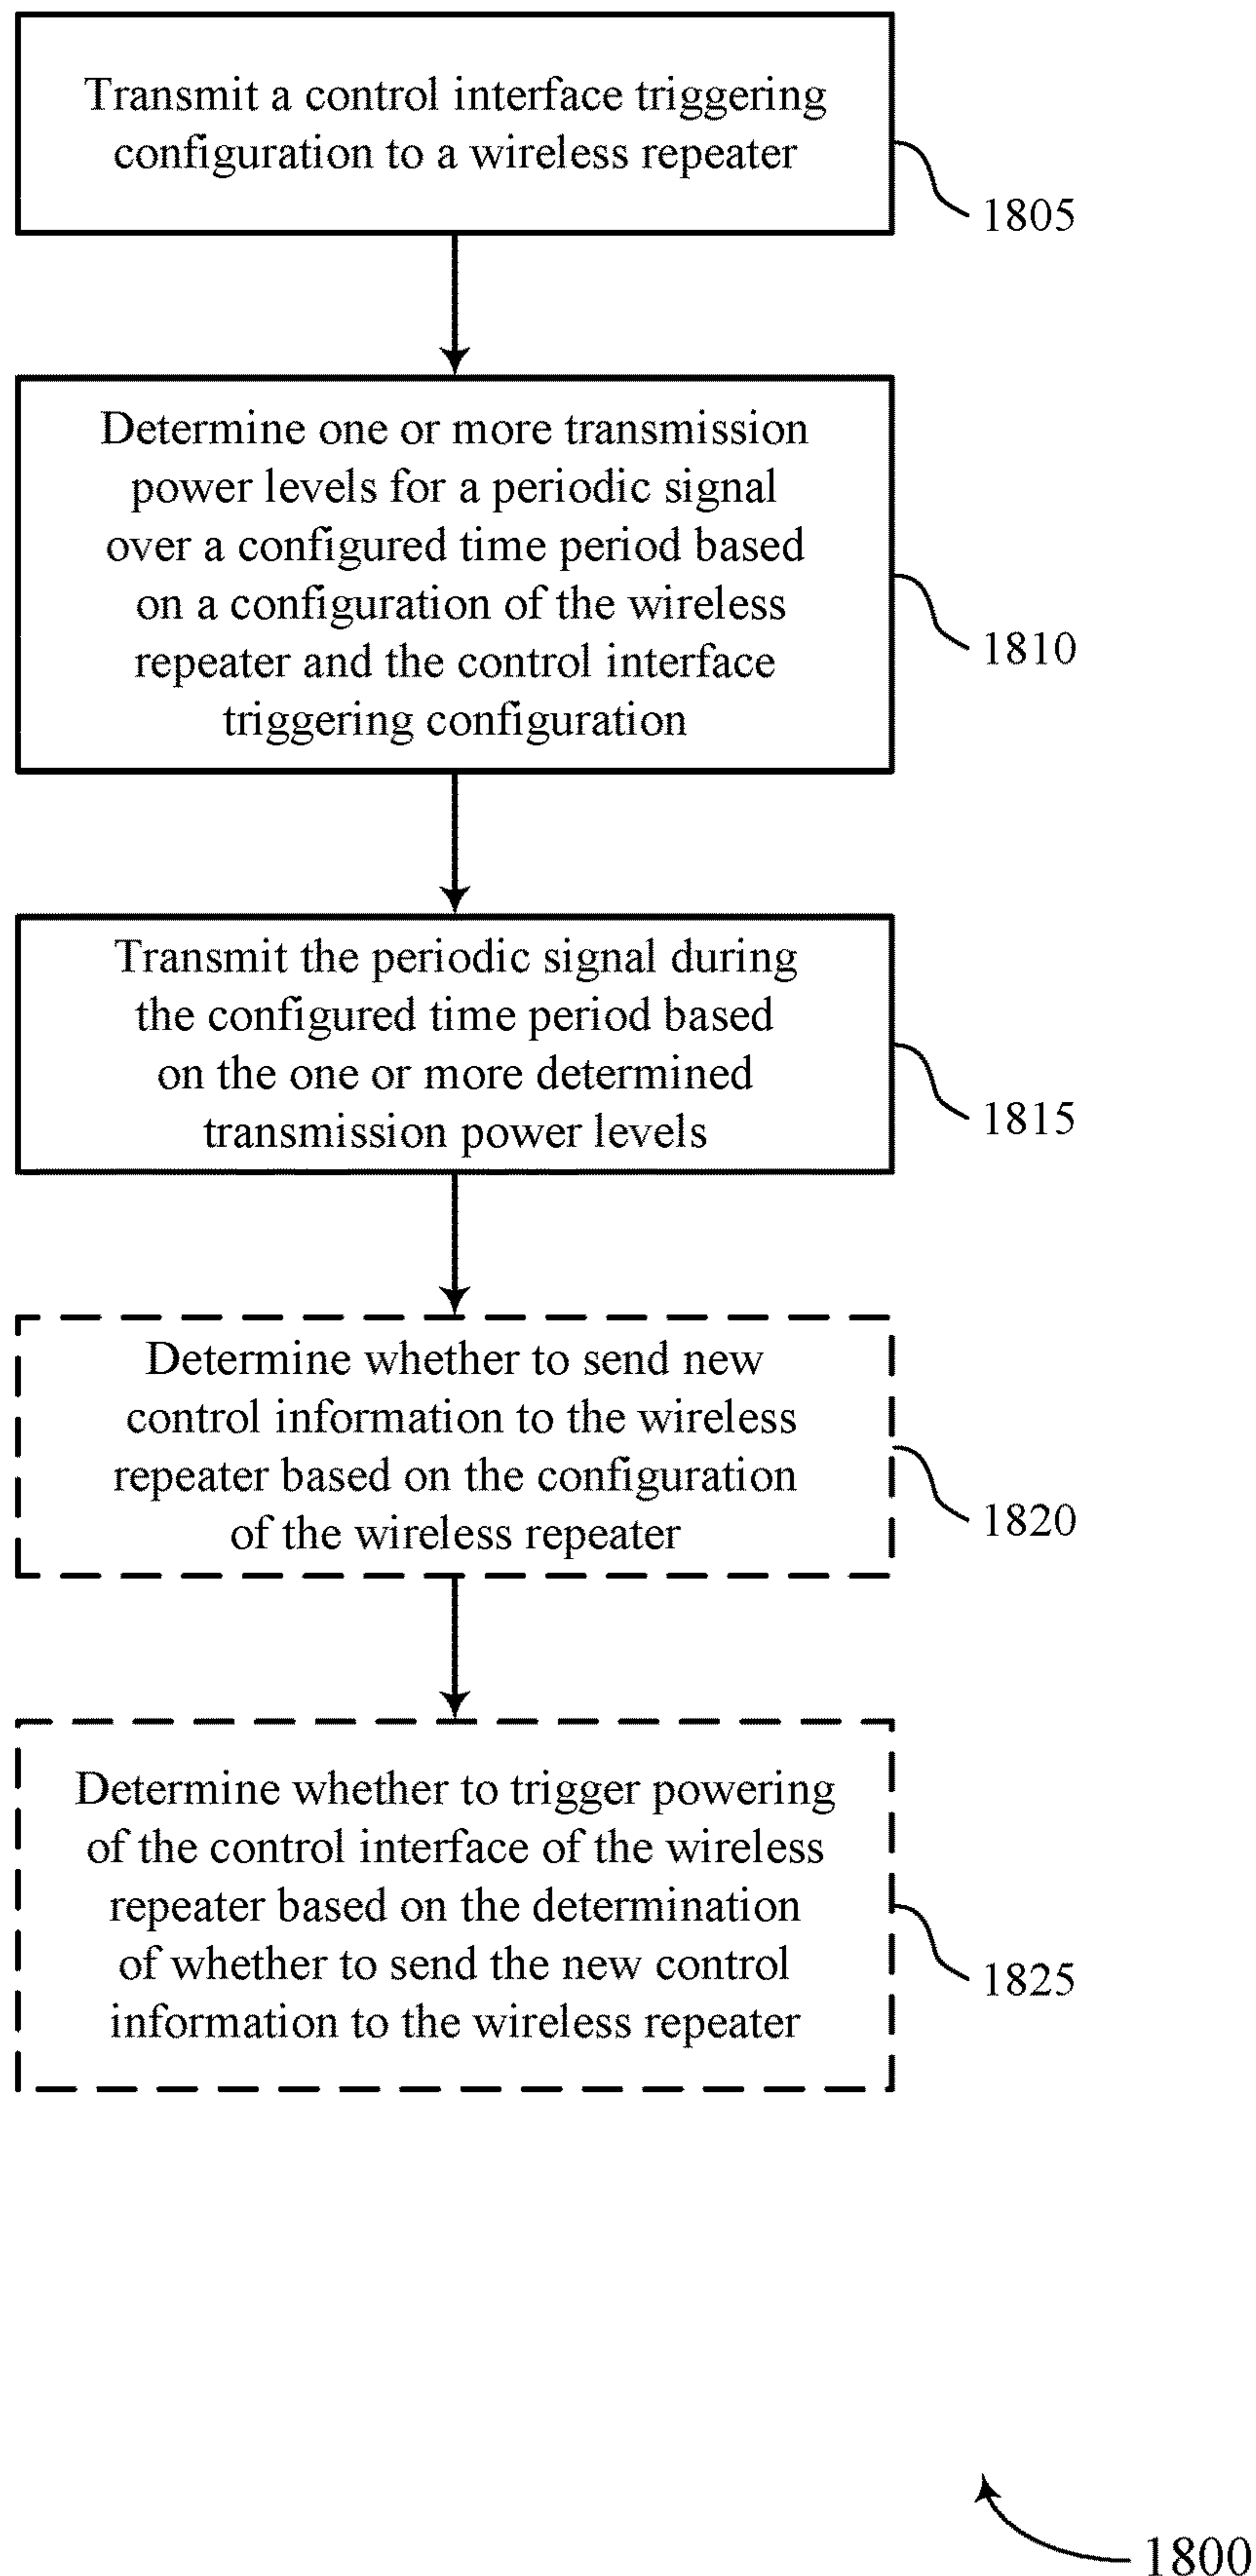 Transmit a control interface triggering
configuration to a wireless repeater
1805
Determine one or more transmission
power levels for a periodic signal
over a configured time period based
on a configuration of the wireless
repeater and the control interface
triggering configuration
1810
Transmit the periodic signal during
the configured time period based
on the one or more determined
transmission power levels
1815
Determine whether to send new
control information to the wireless
repeater based on the configuration
of the wireless repeater
1820
Determine whether to trigger powering
of the control interface of the wireless
repeater based on the determination
of whether to send the new control
information to the wireless repeater
1825
1800